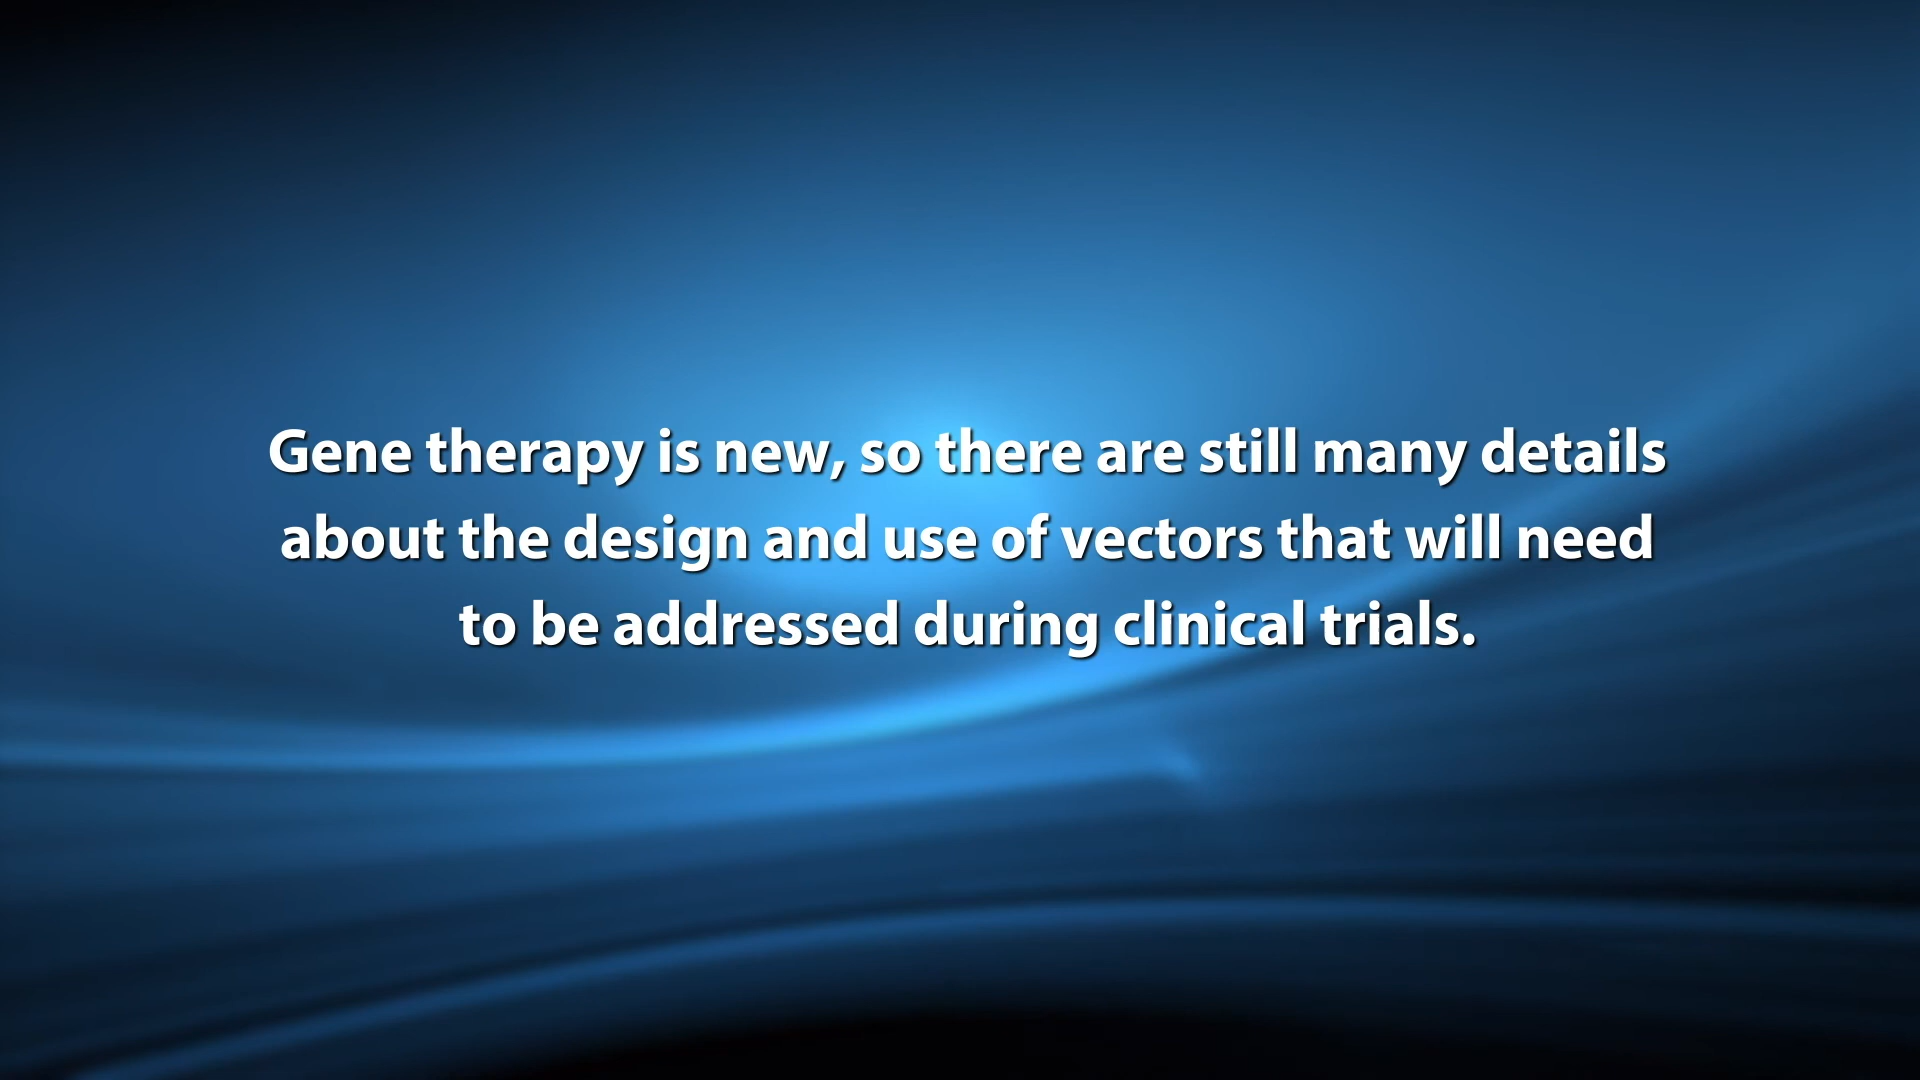 Gene therapy is new, so there are still many details
about the design and use of vectors that will need
to be addressed during clinical trials.